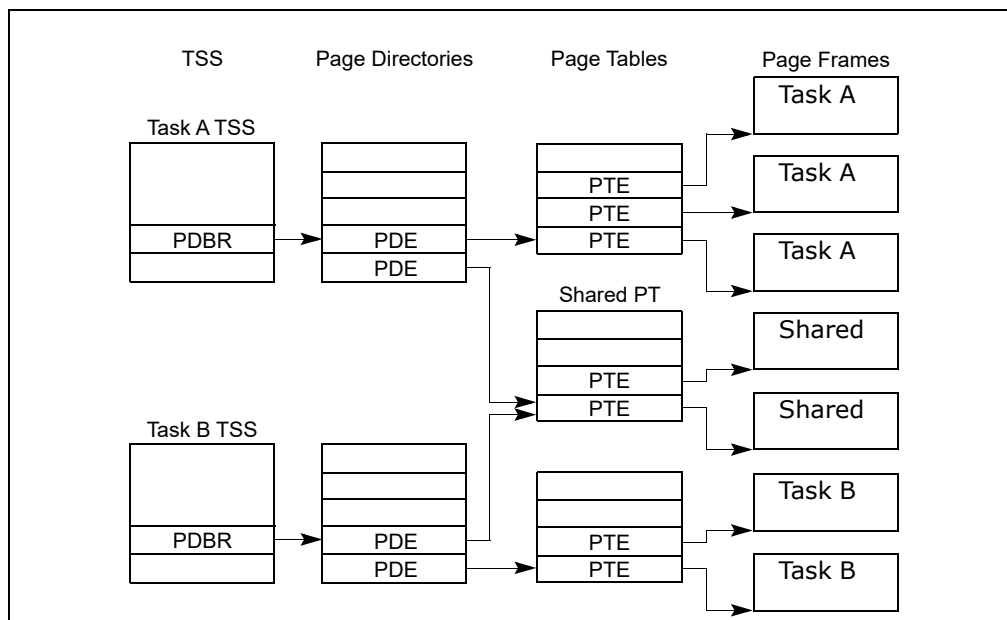 TSS
Page Directories
Page Tables
Page Frames
Task A
Task A TSS
Task A
PTE
PTE
PDBR
PDE
PTE
Task A
PDE
Shared PT
Shared
PTE
PTE
Shared
Task B TSS
Task B
PDBR
PDE
PTE
PDE
PTE
Task B